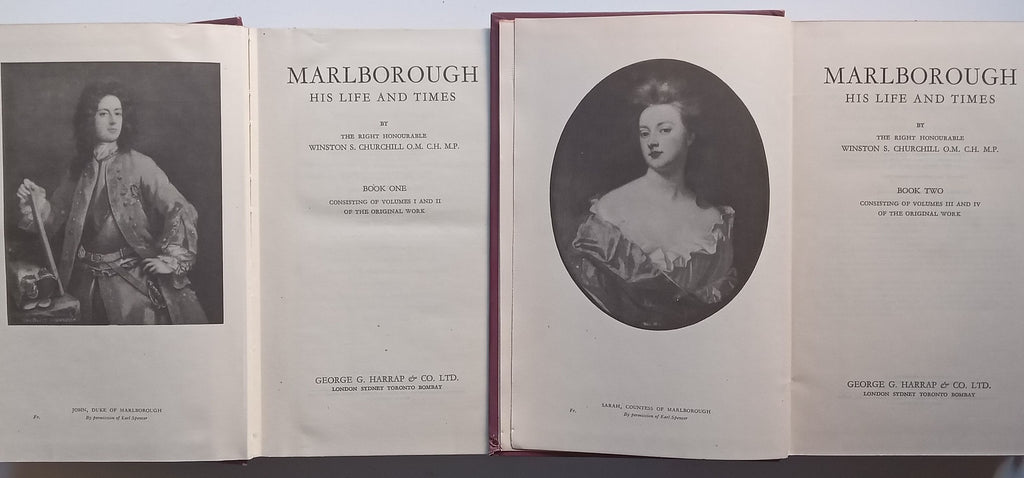 JOHN, DUKE OF MARLBOROUGH
Fr.
By permission of Earl Spencer
MARLBOROUGH
HIS LIFE AND TIMES
BY
THE RIGHT HONOURABLE
WINSTON S. CHURCHILL O.M. C.H. M.P.
BOOK ONE
CONSISTING OF VOLUMES I AND II
OF THE ORIGINAL WORK
GEORGE G. HARRAP & CO. LTD.
LONDON SYDNEY TORONTO BOMBAY
SARAH, COUNTESS OF MARLBOROUGH
Fr.
By permission of Earl Spencer
MARLBOROUGH
HIS LIFE AND TIMES
BY
THE RIGHT HONOURABLE
WINSTON S. CHURCHILL O.M. C.H. M.P.
BOOK TWO
CONSISTING OF VOLUMES III AND IV
OF THE ORIGINAL WORK
GEORGE G. HARRAP & CO. LTD.
LONDON SYDNEY TORONTO BOMBAY